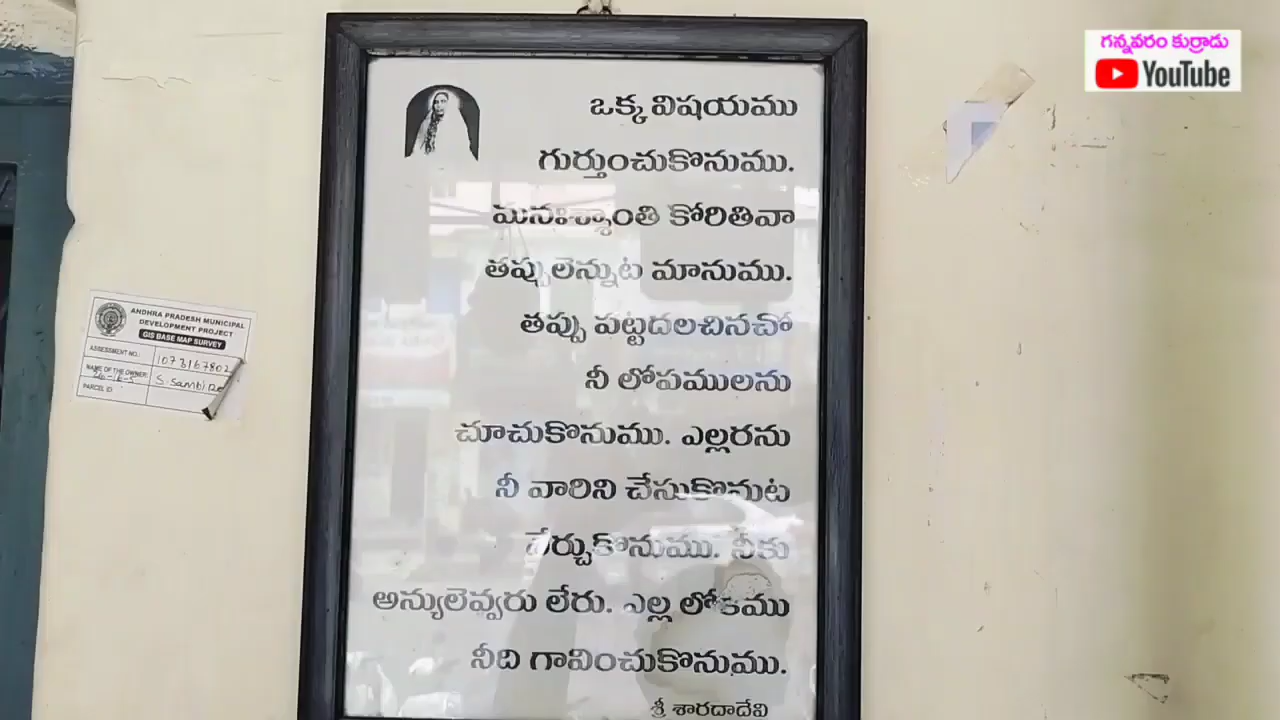 గన్నవరం కుర్రాడు
YouTube
ఒక్క విషయము
గుర్తుంచుకొనుము.
మనఃశ్శాంతి కోరితివా
తప్పులెన్నుట మానుము.
తప్పు పట్టదలచినచో
నీ లోపములను
చూచుకొనుము. ఎల్లరను
నీ వారిని చేసుకొనుట
నేర్చుకొనుము. నీకు
అన్యులెవ్వరు లేరు. ఎల్ల లోకము
నీది గావించుకొనుము.
శ్రీ శారదాదేవి
ANDHRA PRADESH MUNICIPAL
DEVELOPMENT PROJECT
GIS BASE MAP SURVEY
ASSESSMENT NO. 1073167802
NAME OF THE OWNER: S. Sambi
PARCEL ID